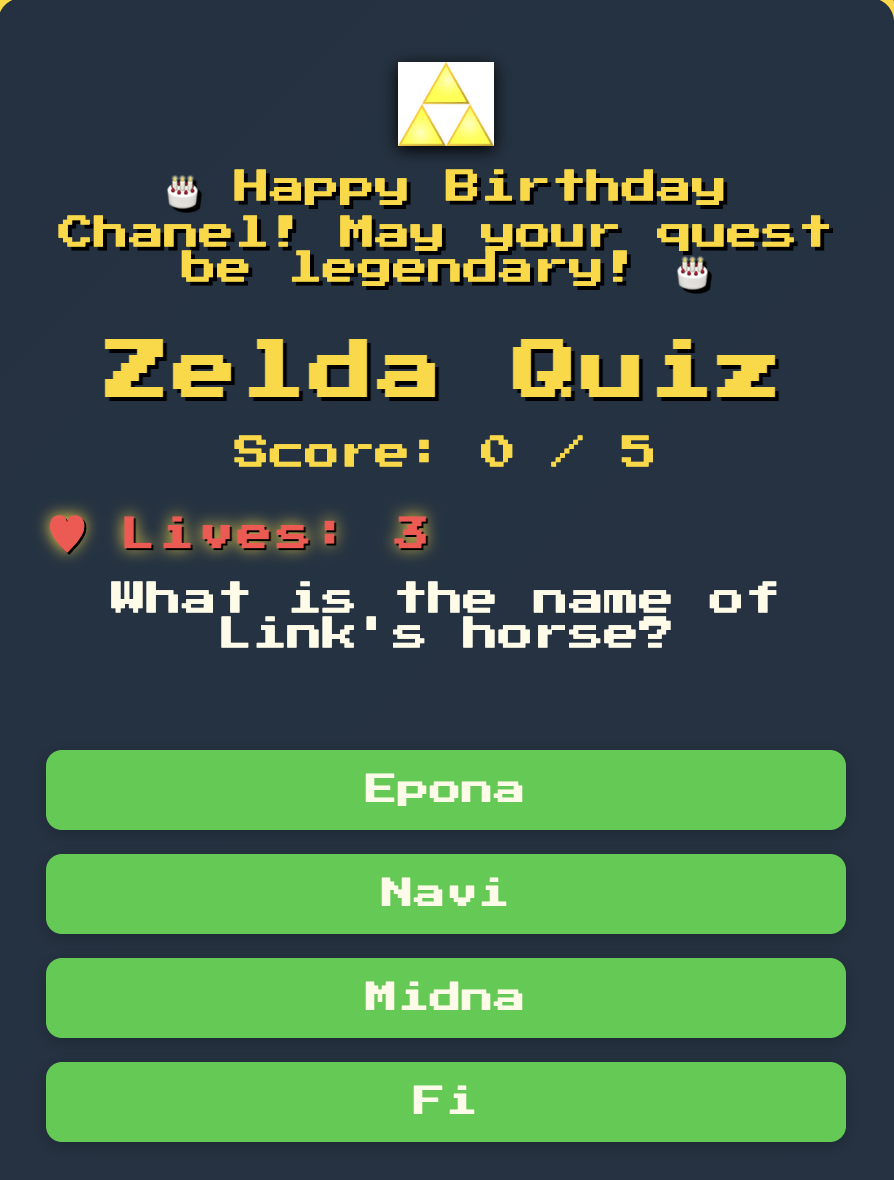 🎂 Happy Birthday
Chanel! May your quest
be legendary! 🎂
Zelda Quiz
Score: 0 / 5
♥ Lives: 3
What is the name of
Link's horse?
Epona
Navi
Midna
Fi